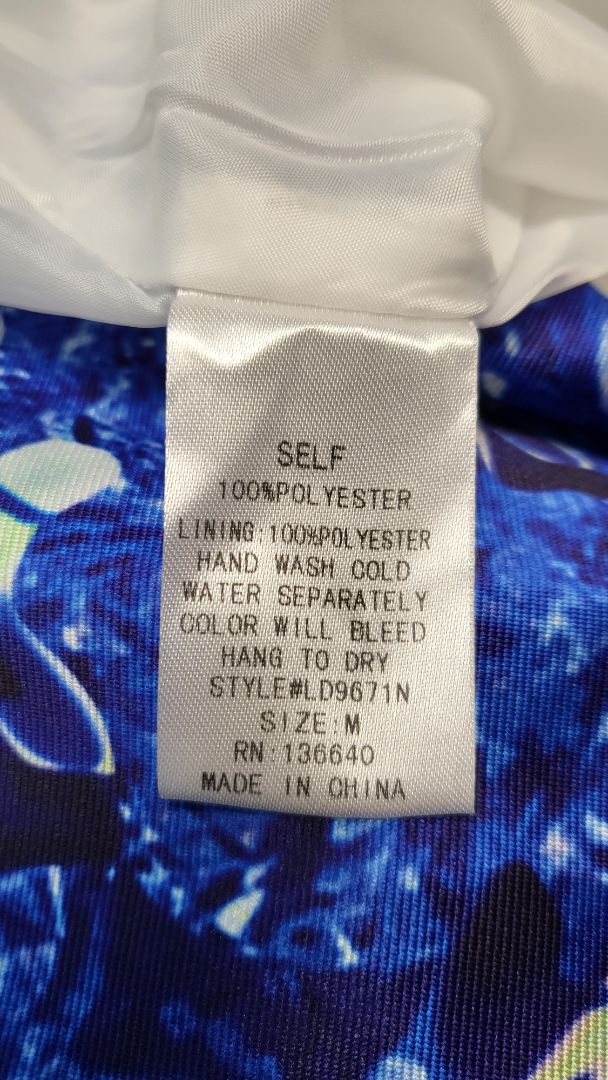 SELF
100%POLYESTER
LINING:100%POLYESTER
HAND WASH COLD
WATER SEPARATELY
COLOR WILL BLEED
HANG TO DRY
STYLE#LD9671N
SIZE:M
RN:136640
MADE IN CHINA